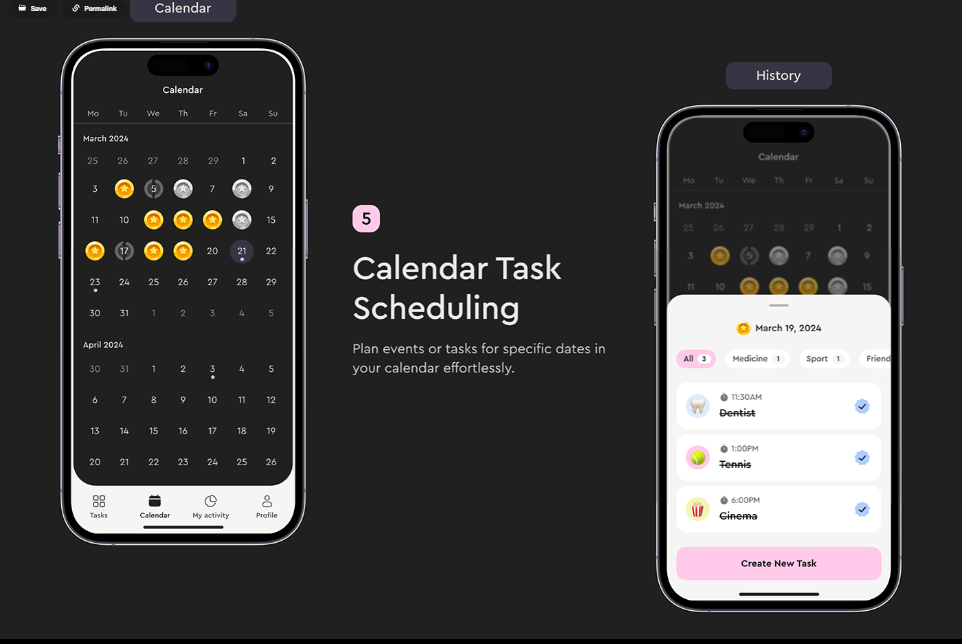 Save
Permalink
Calendar
Calendar
Mo Tu We Th Fr Sa Su
March 2024
25 26 27 28 29 1 2
3 5 7 9
11 10 15
17 20 21 22
23 24 25 26 27 28 29
30 31 1 2 3 4 5
April 2024
30 31 1 2 3 4 5
6 7 8 9 10 11 12
13 14 15 16 17 18 19
20 21 22 23 24 25 26
Tasks Calendar My activity Profile
5
Calendar Task
Scheduling
Plan events or tasks for specific dates in
your calendar effortlessly.
History
Calendar
Mo Tu We Th Fr Sa Su
March 2024
25 26 27 28 29 1 2
3 5 7 9
11 10 15
March 19, 2024
All 3 Medicine 1 Sport 1 Friend
11:30AM
Dentist
1:00PM
Tennis
6:00PM
Cinema
Create New Task